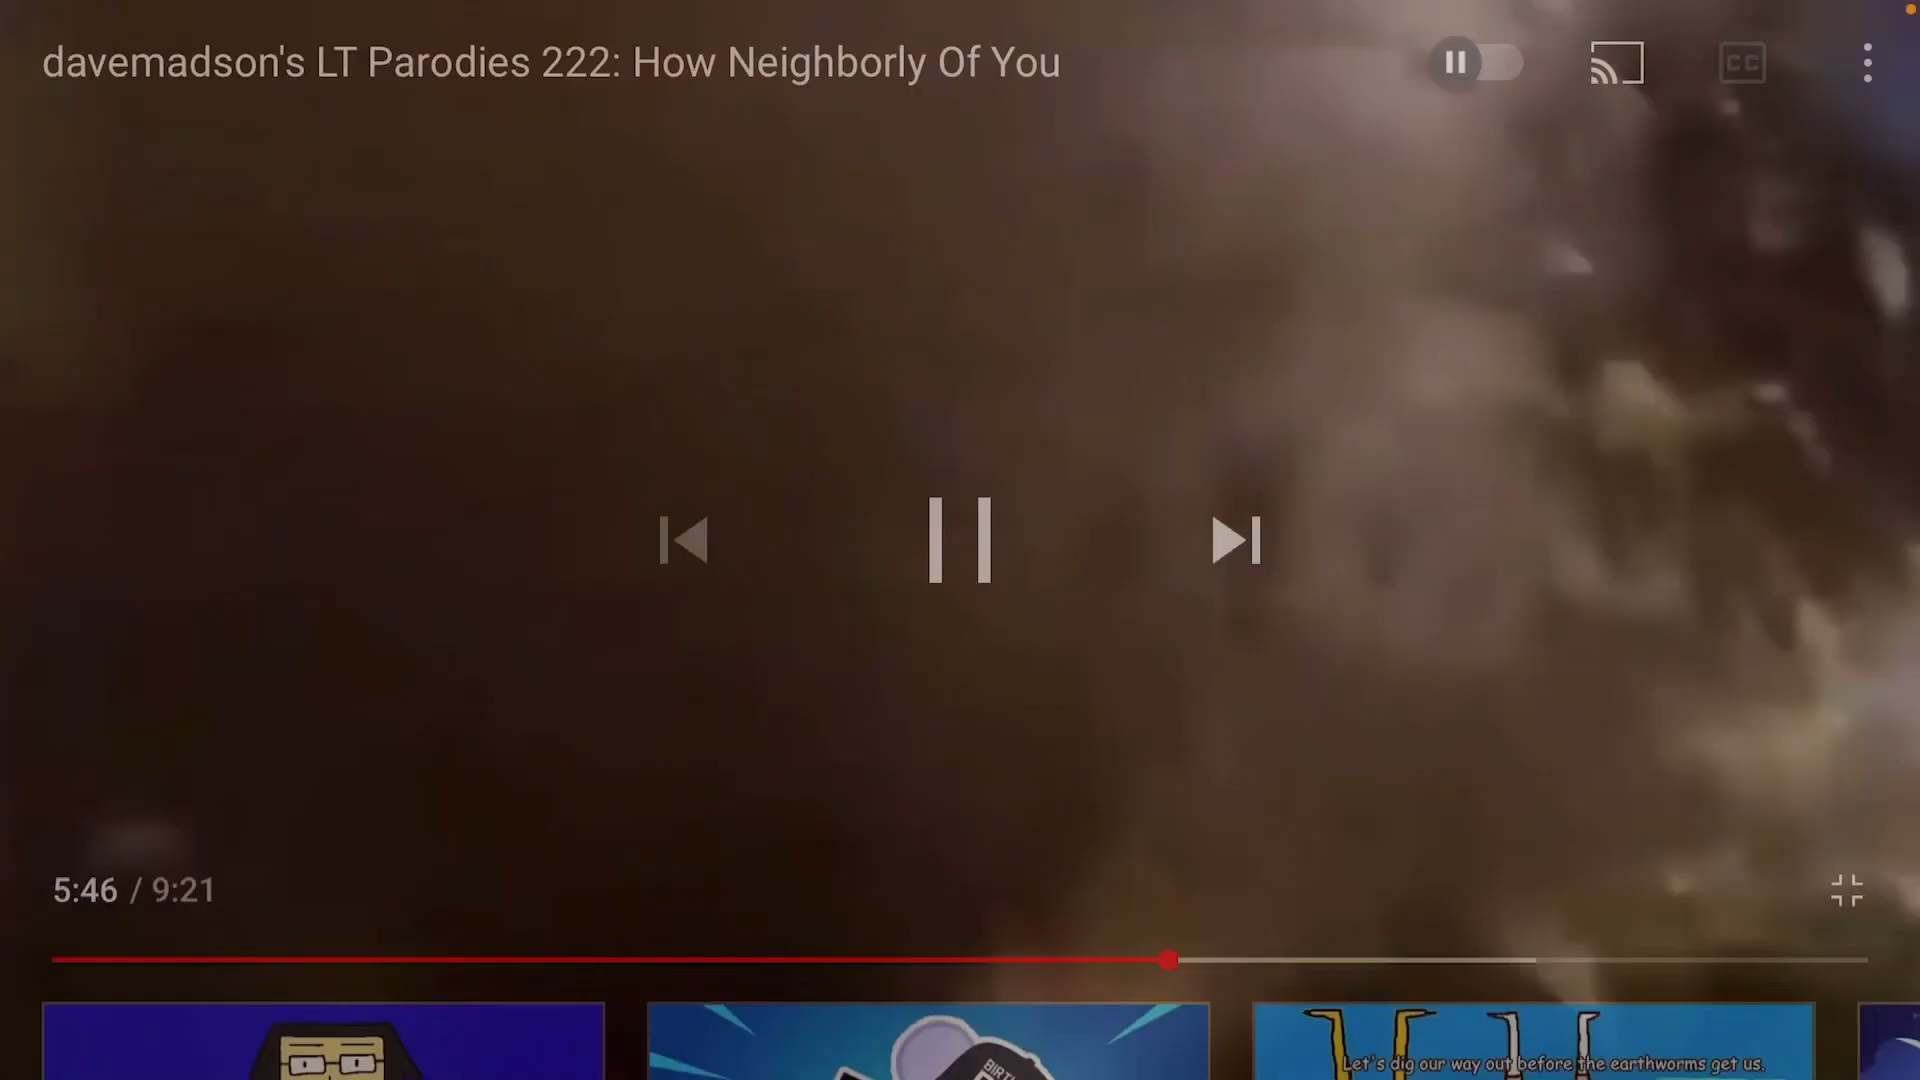 davemadson's LT Parodies 222: How Neighborly Of You
CC
5:46 / 9:21
Let's dig our way out before the earthworms get us.